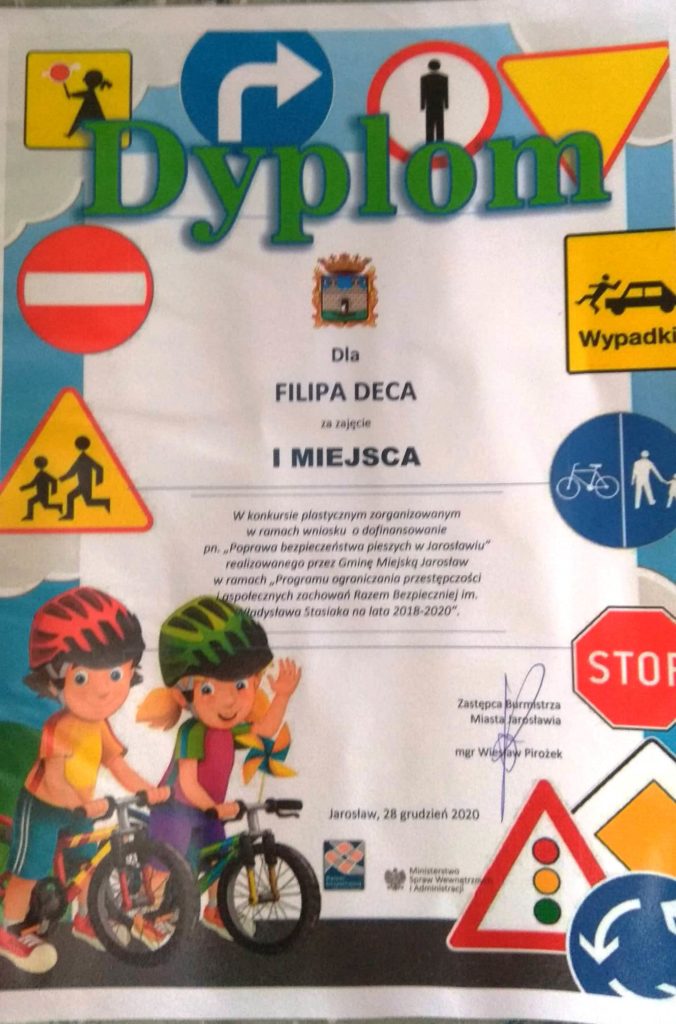 Dyplom
Wypadki
Dla
FILIPA DECA
za zajęcie
I MIEJSCA
W konkursie plastycznym zorganizowanym
w ramach wniosku o dofinansowanie
pn. „Poprawa bezpieczeństwa pieszych w Jarosławiu"
realizowanego przez Gminę Miejską Jarosław
w ramach „Programu ograniczania przestępczości
i aspołecznych zachowań Razem Bezpieczniej im.
Władysława Stasiaka na lata 2018-2020".
STOP
Zastępca Burmistrza
Miasta Jarosławia
mgr Wiesław Pirożek
Jarosław, 28 grudzień 2020
Ministerstwo
Spraw Wewnętrznych
i Administracji